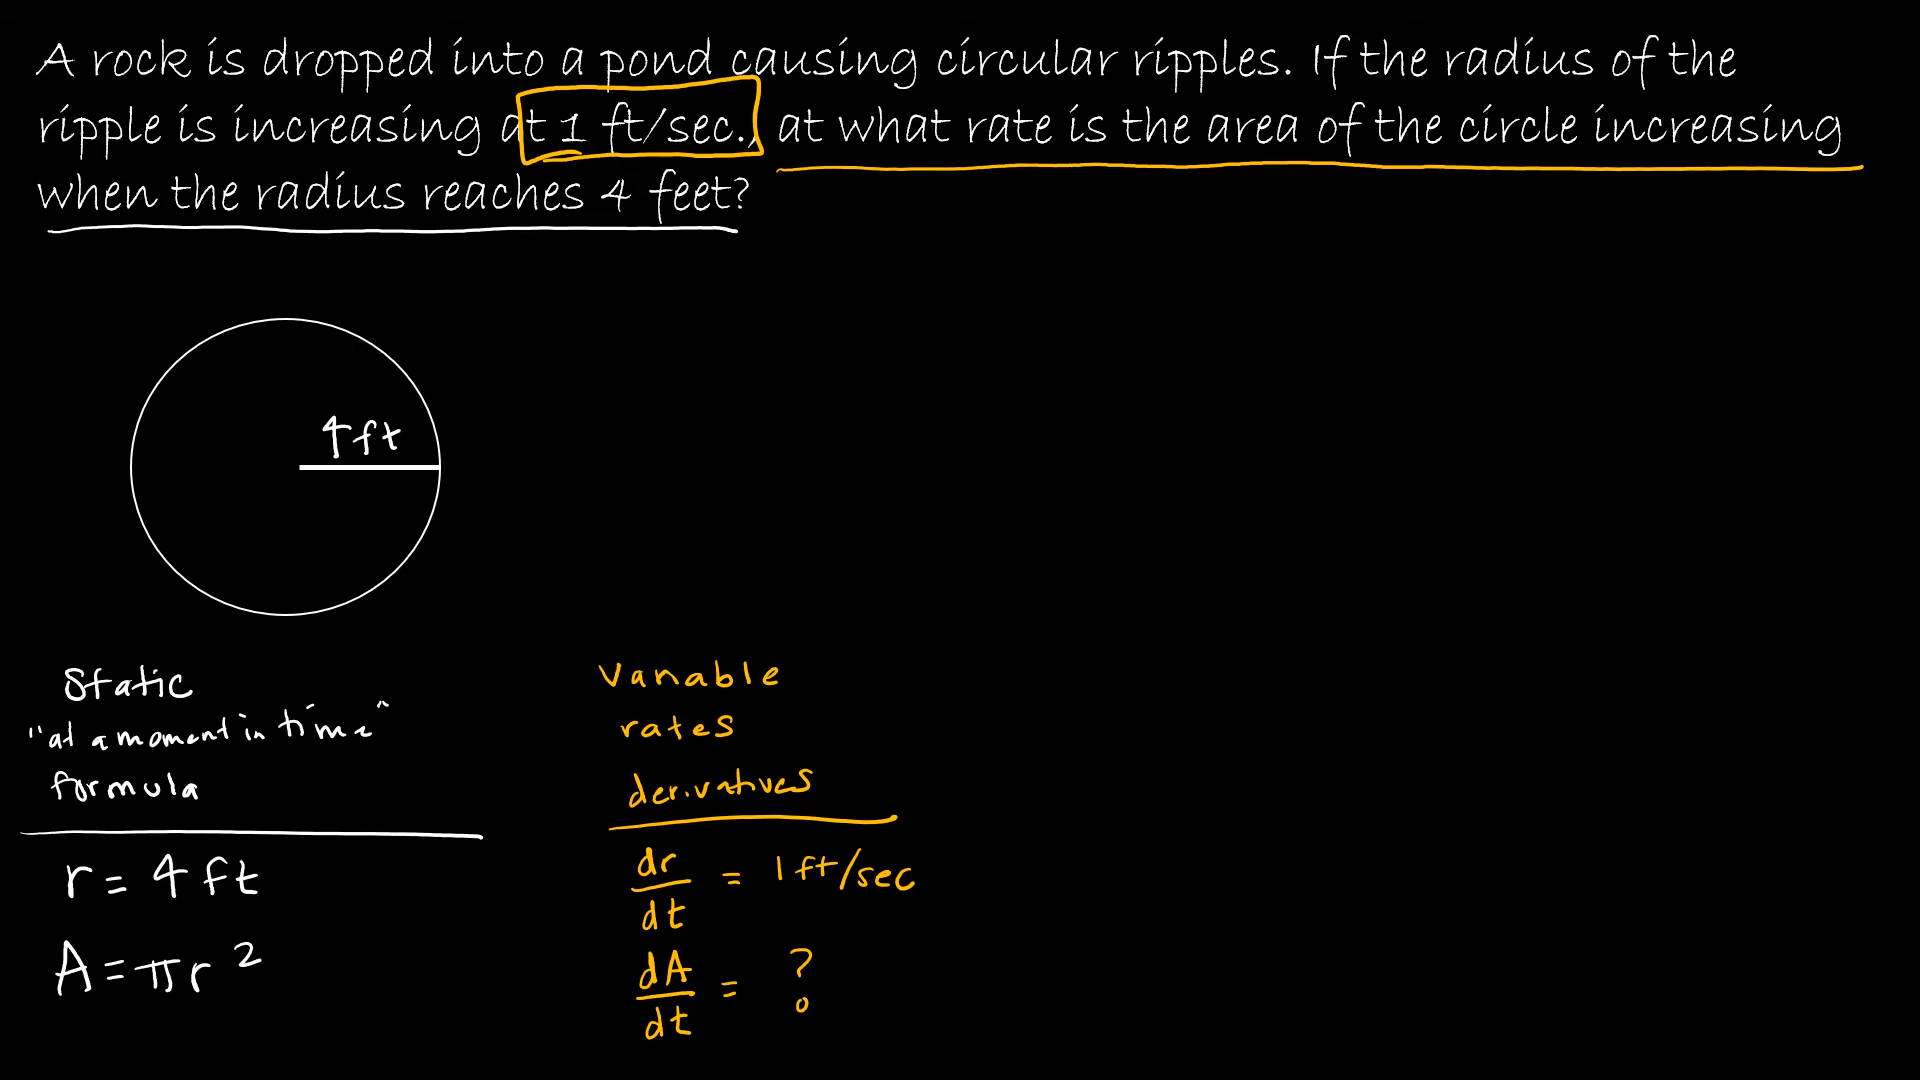 A rock is dropped into a pond causing circular ripples. If the radius of the
ripple is increasing at 1 ft/sec., at what rate is the area of the circle increasing
when the radius reaches 4 feet?
4ft
Static
"at a moment in time"
formula
r = 4 ft
A = πr²
Variable
rates
derivatives
dr/dt = 1 ft/sec
dA/dt = ?